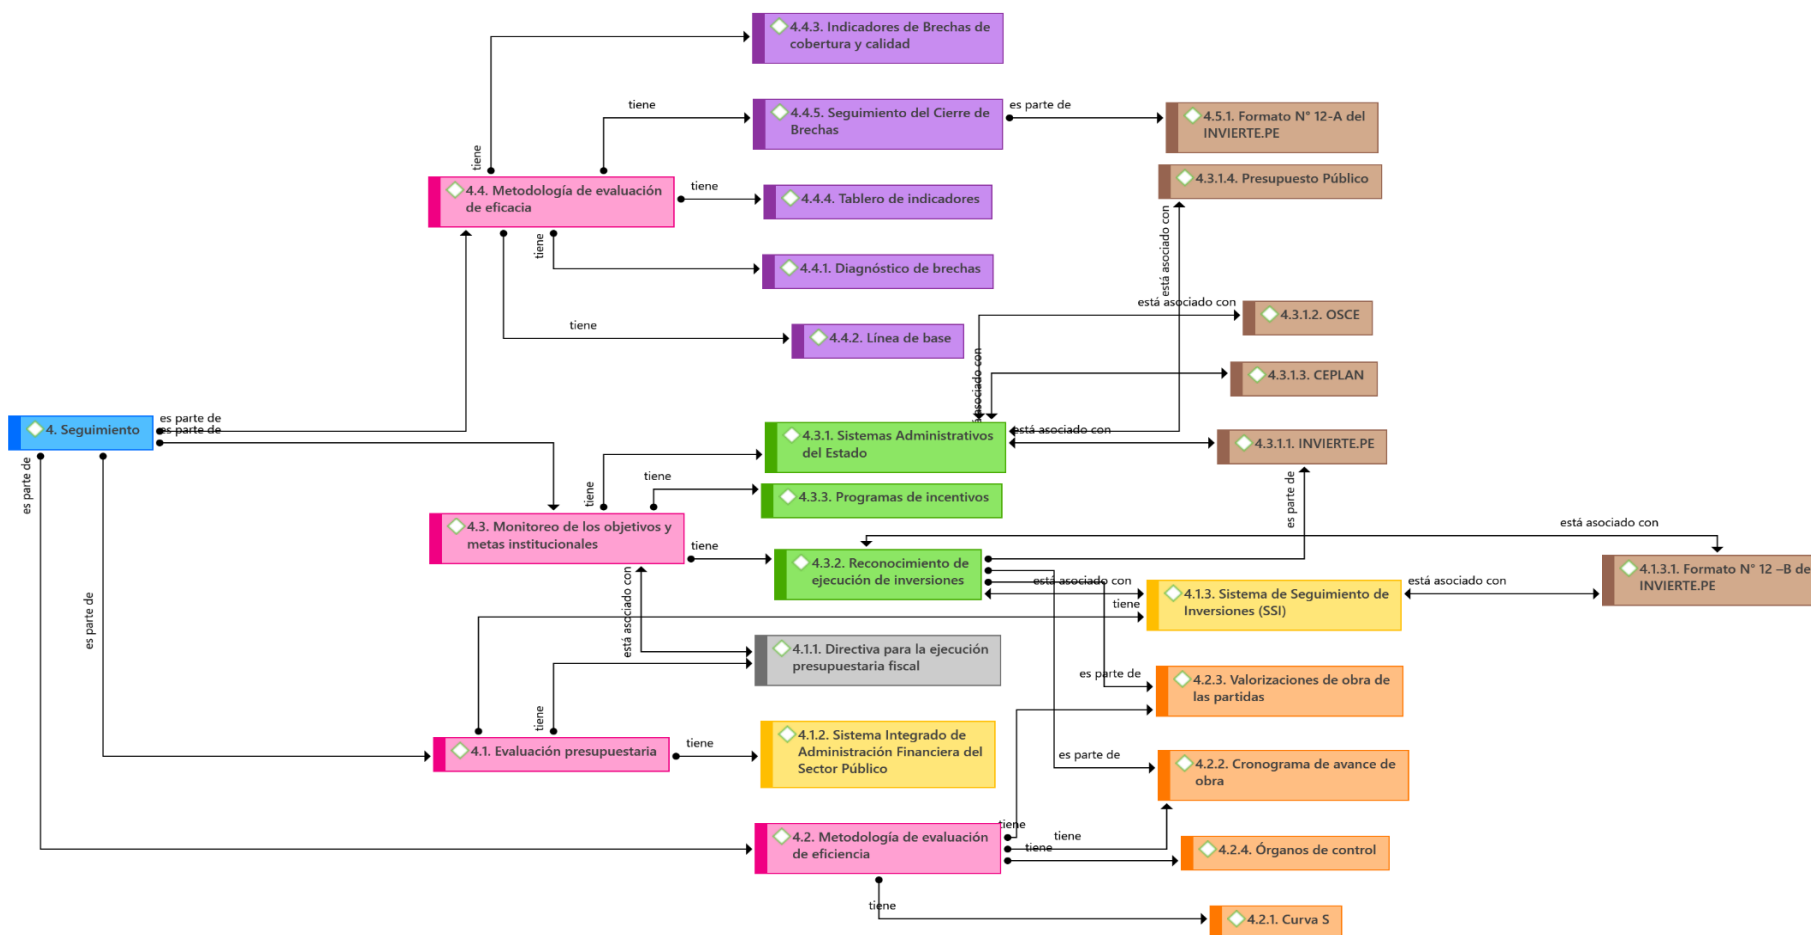 4.4.3. Indicadores de Brechas de
cobertura y calidad
tiene
4.4.5. Seguimiento del Cierre de
Brechas
es parte de
4.5.1. Formato N° 12-A del
INVIERTE.PE
tiene
4.4. Metodología de evaluación
de eficacia
tiene
4.4.4. Tablero de indicadores
4.3.1.4. Presupuesto Público
está asociado con
tiene
4.4.1. Diagnóstico de brechas
está asociado con
4.3.1.2. OSCE
tiene
4.4.2. Línea de base
asociado con
4.3.1.3. CEPLAN
4. Seguimiento
es parte de
es parte de
4.3.1. Sistemas Administrativos
del Estado
está asociado con
4.3.1.1. INVIERTE.PE
es parte de
tiene
tiene
4.3.3. Programas de incentivos
es parte de
4.3. Monitoreo de los objetivos y
metas institucionales
tiene
está asociado con
4.3.2. Reconocimiento de
ejecución de inversiones
está asociado con
4.1.3. Sistema de Seguimiento de
Inversiones (SSI)
está asociado con
4.1.3.1. Formato N° 12 –B de
INVIERTE.PE
tiene
es parte de
está asociado con
4.1.1. Directiva para la ejecución
presupuestaria fiscal
es parte de
4.2.3. Valorizaciones de obra de
las partidas
tiene
4.1. Evaluación presupuestaria
tiene
4.1.2. Sistema Integrado de
Administración Financiera del
Sector Público
es parte de
4.2.2. Cronograma de avance de
obra
4.2. Metodología de evaluación
de eficiencia
tiene
tiene
tiene
4.2.4. Órganos de control
tiene
4.2.1. Curva S